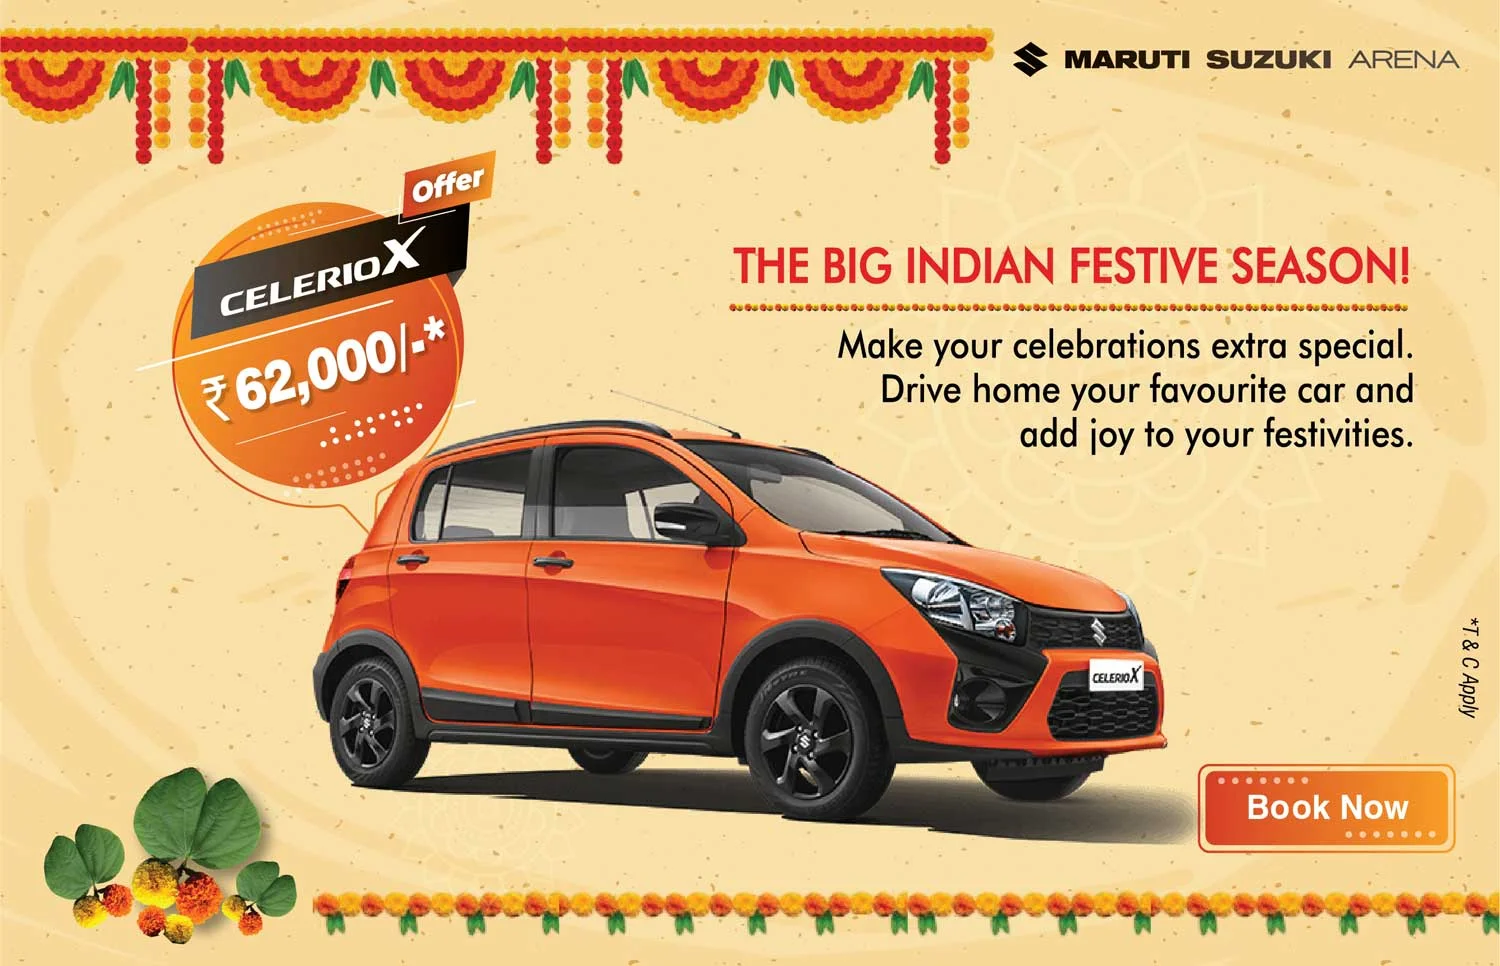 MARUTI SUZUKI ARENA
Offer
CELERIOX
₹ 62,000/-*
THE BIG INDIAN FESTIVE SEASON!
Make your celebrations extra special.
Drive home your favourite car and
add joy to your festivities.
CELERIOX
*T & C Apply
Book Now